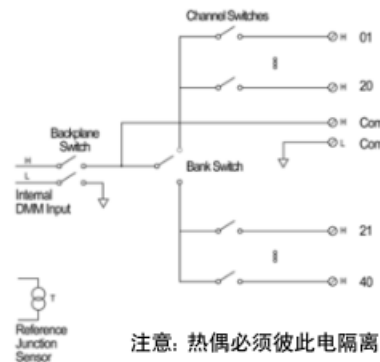 Channel Switches
H 01
H 20
Backplane
Switch
H Com
L Com
H
L
Bank Switch
Internal
DMM Input
H 21
H 40
T
Reference
Junction
Sensor
注意: 热偶必须彼此电隔离